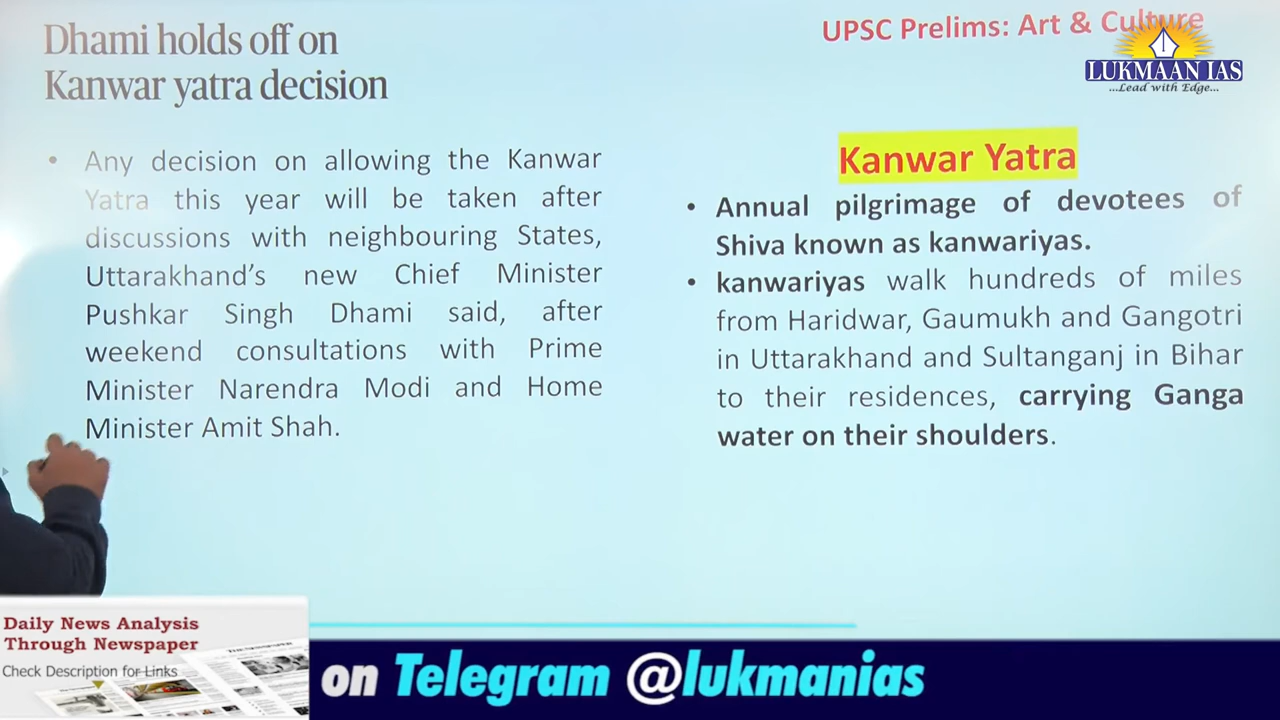 Dhami holds off on
Kanwar yatra decision
UPSC Prelims: Art & Culture
LUKMAAN IAS
...Lead with Edge...
• Any decision on allowing the Kanwar
Yatra this year will be taken after
discussions with neighbouring States,
Uttarakhand's new Chief Minister
Pushkar Singh Dhami said, after
weekend consultations with Prime
Minister Narendra Modi and Home
Minister Amit Shah.
Kanwar Yatra
• Annual pilgrimage of devotees of
Shiva known as kanwariyas.
• kanwariyas walk hundreds of miles
from Haridwar, Gaumukh and Gangotri
in Uttarakhand and Sultanganj in Bihar
to their residences, carrying Ganga
water on their shoulders.
Daily News Analysis
Through Newspaper
Check Description for Links
on Telegram @lukmanias